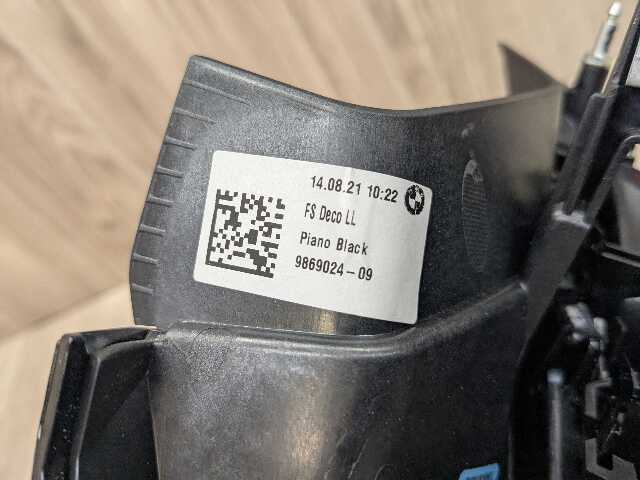 14.08.21 10:22
FS Deco LL
Piano Black
9869024-09